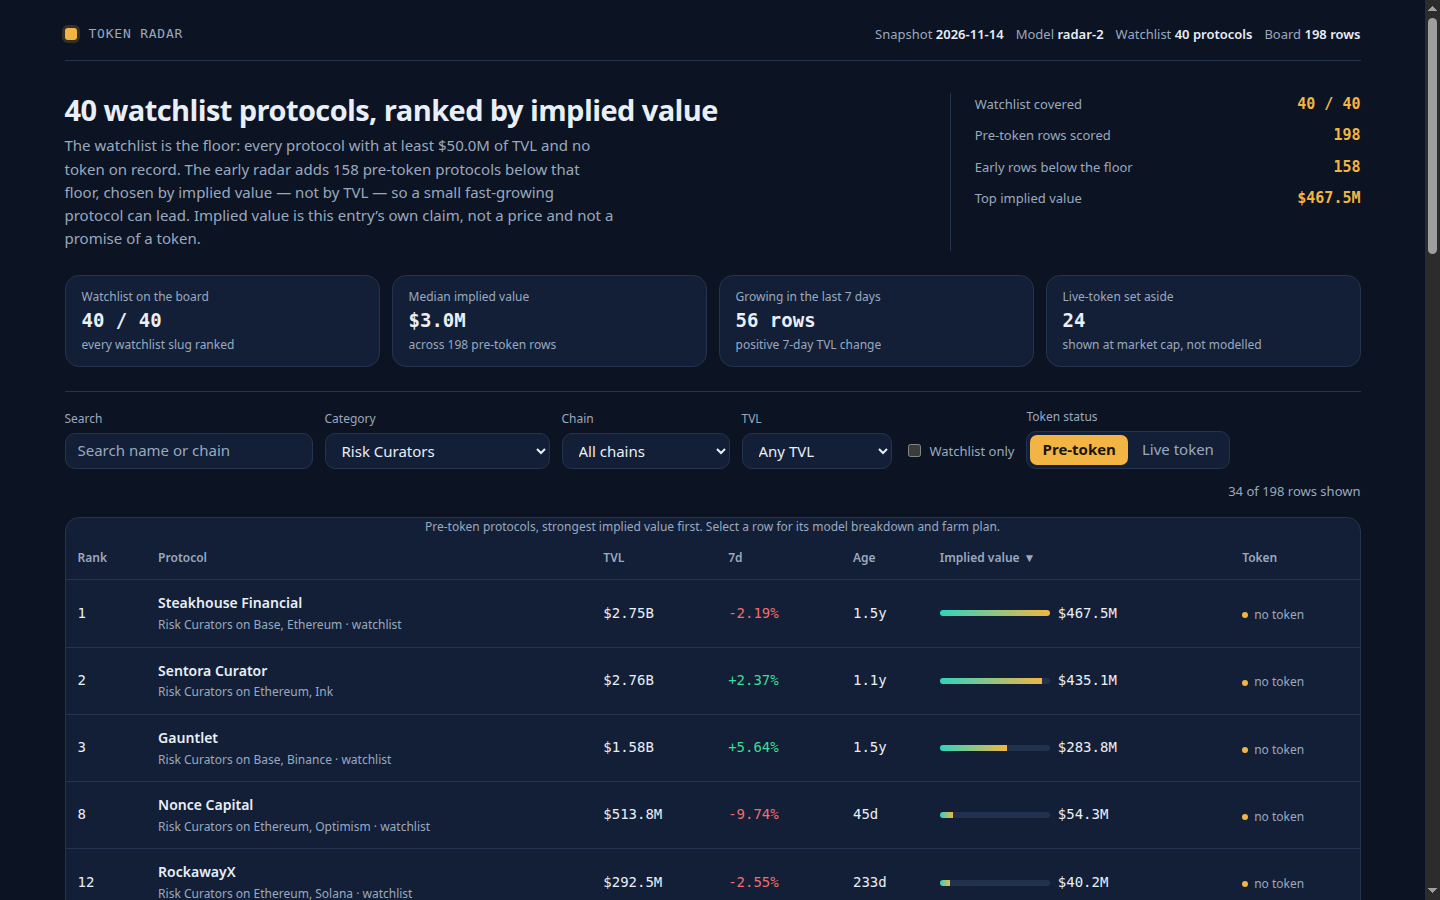 TOKEN RADAR
Snapshot 2026-11-14 Model radar-2 Watchlist 40 protocols Board 198 rows
40 watchlist protocols, ranked by implied value
The watchlist is the floor: every protocol with at least $50.0M of TVL and no
token on record. The early radar adds 158 pre-token protocols below that
floor, chosen by implied value — not by TVL — so a small fast-growing
protocol can lead. Implied value is this entry's own claim, not a price and not a
promise of a token.
Watchlist covered 40 / 40
Pre-token rows scored 198
Early rows below the floor 158
Top implied value $467.5M
Watchlist on the board
40 / 40
every watchlist slug ranked
Median implied value
$3.0M
across 198 pre-token rows
Growing in the last 7 days
56 rows
positive 7-day TVL change
Live-token set aside
24
shown at market cap, not modelled
Search Category Chain TVL Token status
Search name or chain Risk Curators All chains Any TVL Watchlist only Pre-token Live token
34 of 198 rows shown
Pre-token protocols, strongest implied value first. Select a row for its model breakdown and farm plan.
Rank Protocol TVL 7d Age Implied value ▼ Token
1 Steakhouse Financial $2.75B -2.19% 1.5y $467.5M no token
Risk Curators on Base, Ethereum · watchlist
2 Sentora Curator $2.76B +2.37% 1.1y $435.1M no token
Risk Curators on Ethereum, Ink
3 Gauntlet $1.58B +5.64% 1.5y $283.8M no token
Risk Curators on Base, Binance · watchlist
8 Nonce Capital $513.8M -9.74% 45d $54.3M no token
Risk Curators on Ethereum, Optimism · watchlist
12 RockawayX $292.5M -2.55% 233d $40.2M no token
Risk Curators on Ethereum, Solana · watchlist